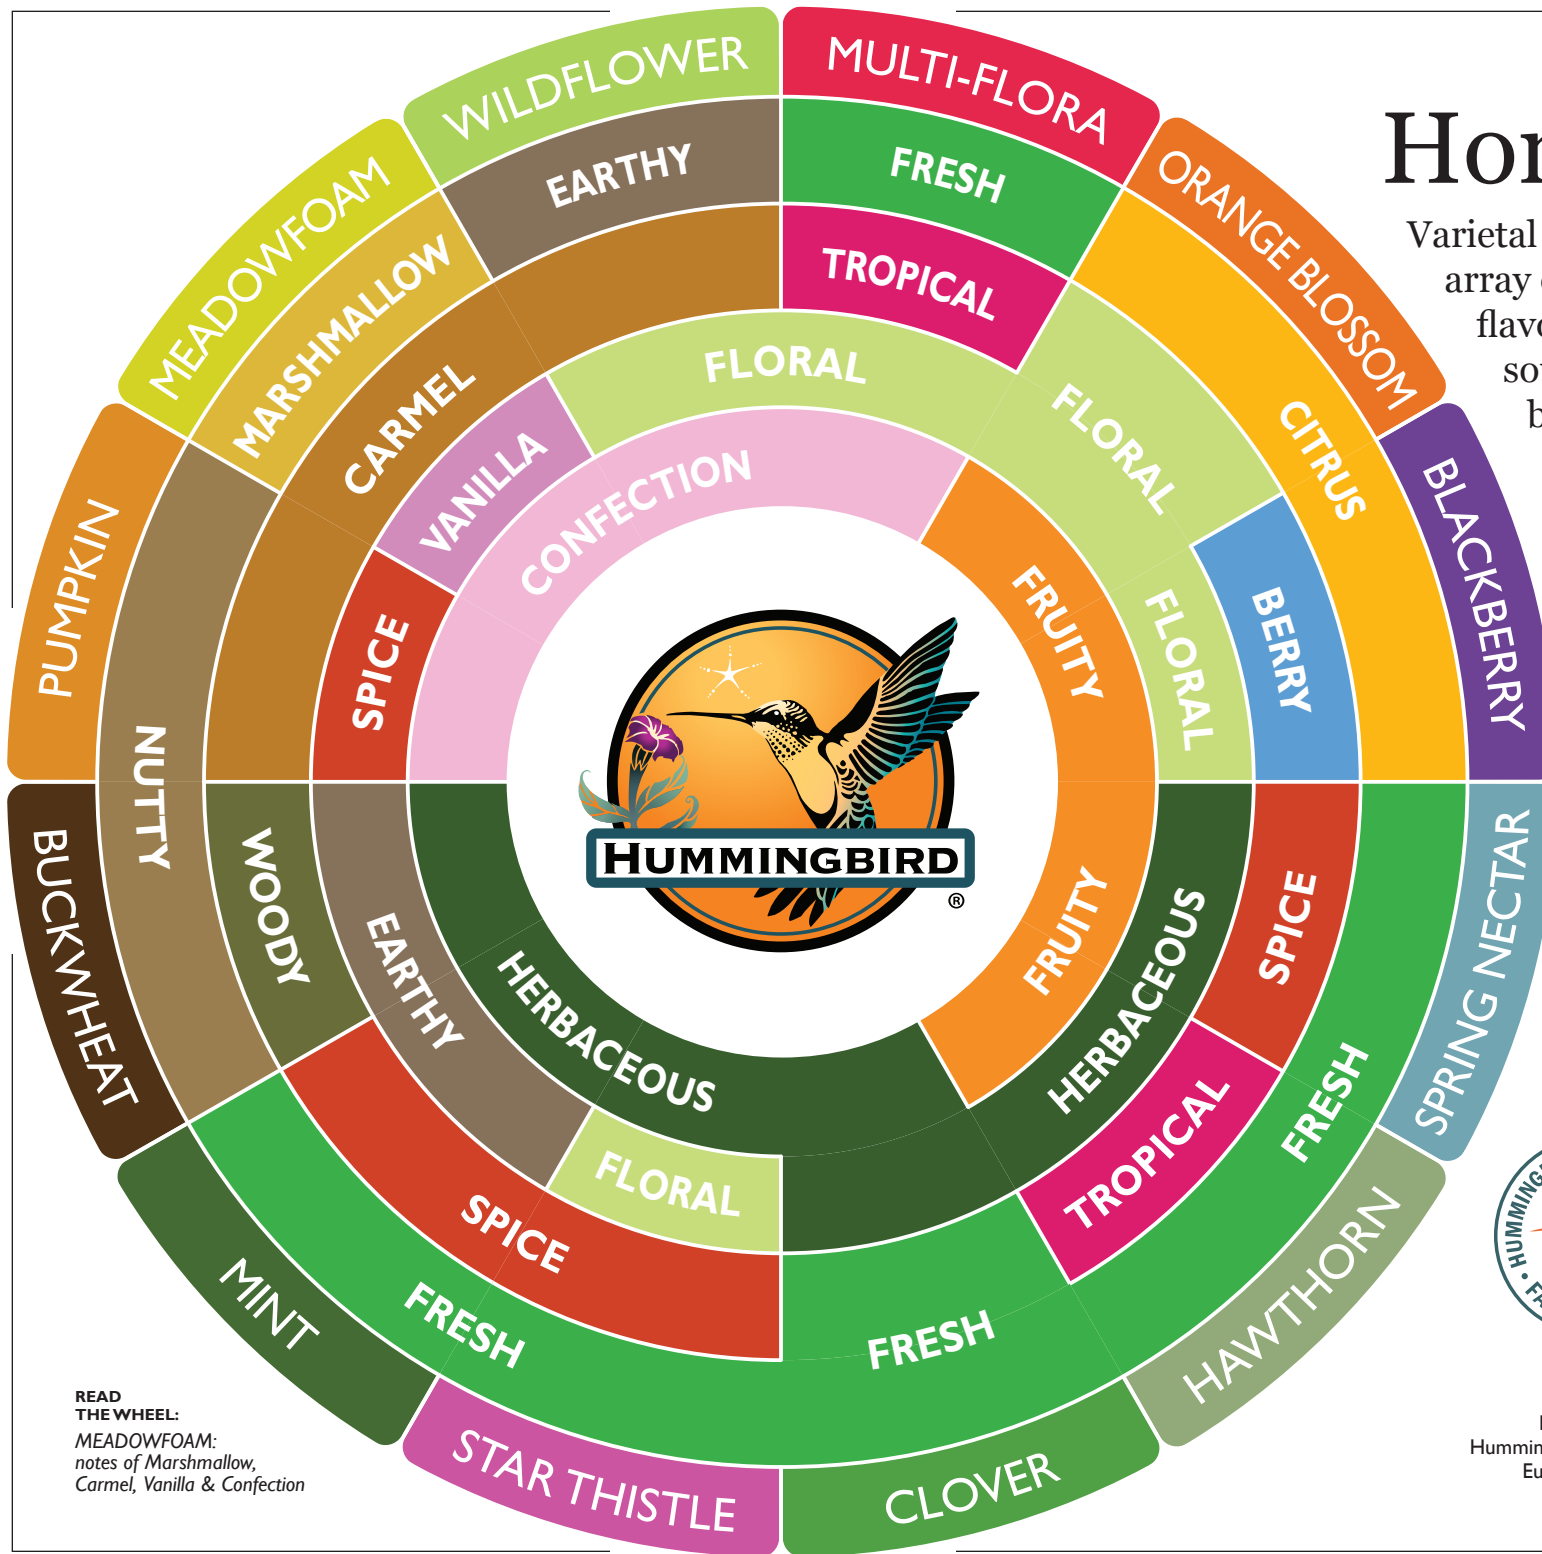 WILDFLOWER
MULTI-FLORA
ORANGE BLOSSOM
BLACKBERRY
SPRING NECTAR
HAWTHORN
CLOVER
STAR THISTLE
MINT
BUCKWHEAT
PUMPKIN
MEADOWFOAM
EARTHY
FRESH
TROPICAL
FLORAL
CONFECTION
MARSHMALLOW
CARMEL
VANILLA
SPICE
NUTTY
WOODY
EARTHY
HERBACEOUS
FLORAL
SPICE
FRESH
FRESH
TROPICAL
HERBACEOUS
FRESH
SPICE
FRUITY
FRUITY
FLORAL
BERRY
CITRUS
FLORAL
HUMMINGBIRD
®
Varietal
array
READ
THE WHEEL:
MEADOWFOAM:
notes of Marshmallow,
Carmel, Vanilla & Confection